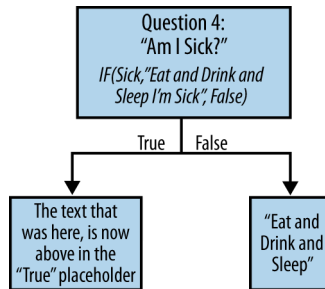 Question 4:
“Am I Sick?”
IF(Sick,”Eat and Drink and
Sleep I’m Sick”, False)
True
False
The text that
was here, is now
above in the
“True” placeholder
“Eat and
Drink and
Sleep”